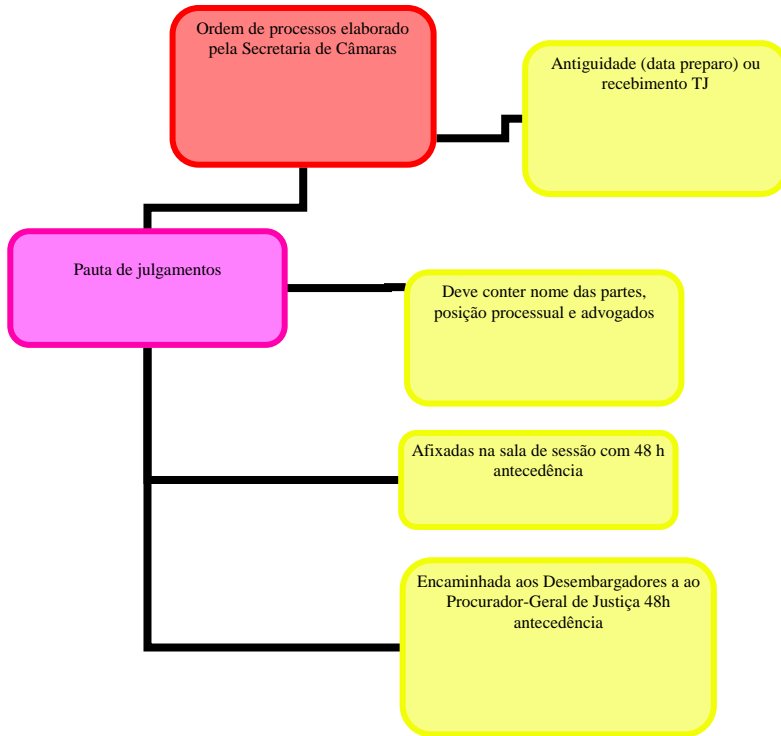 Ordem de processos elaborado
pela Secretaria de Câmaras
Antiguidade (data preparo) ou
recebimento TJ
Pauta de julgamentos
Deve conter nome das partes,
posição processual e advogados
Afixadas na sala de sessão com 48 h
antecedência
Encaminhada aos Desembargadores a ao
Procurador-Geral de Justiça 48h
antecedência